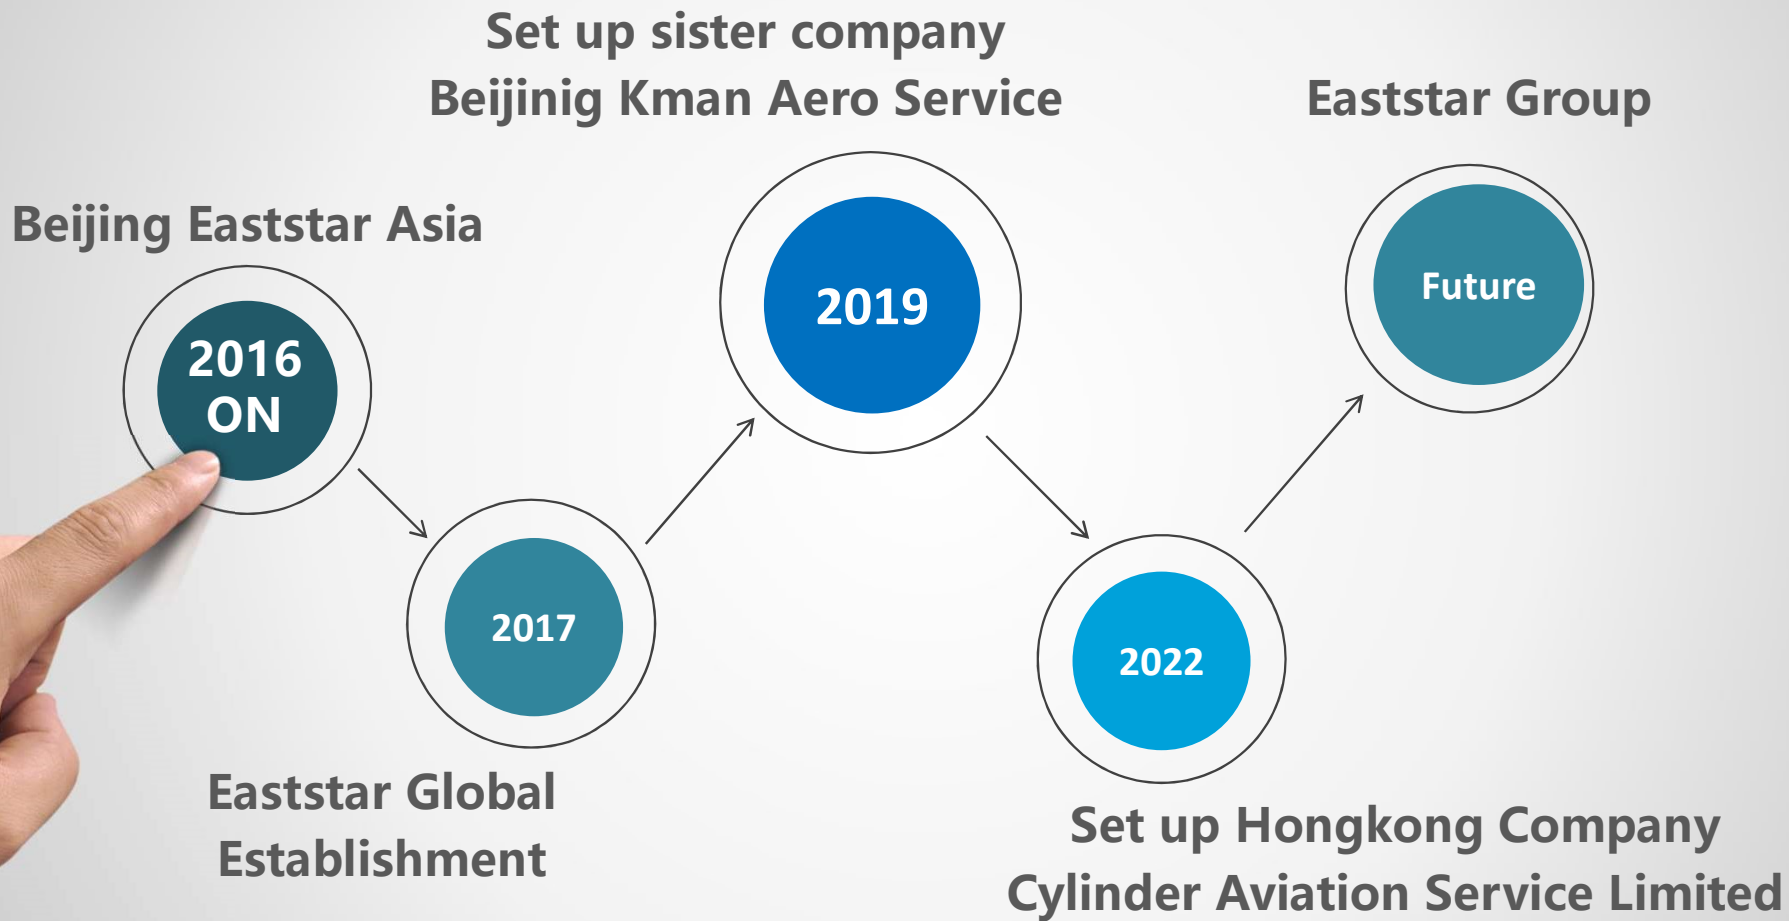 Beijing Eaststar Asia
2016
ON
2017
Eaststar Global
Establishment
Set up sister company
Beijinig Kman Aero Service
2019
2022
Set up Hongkong Company
Cylinder Aviation Service Limited
Eaststar Group
Future